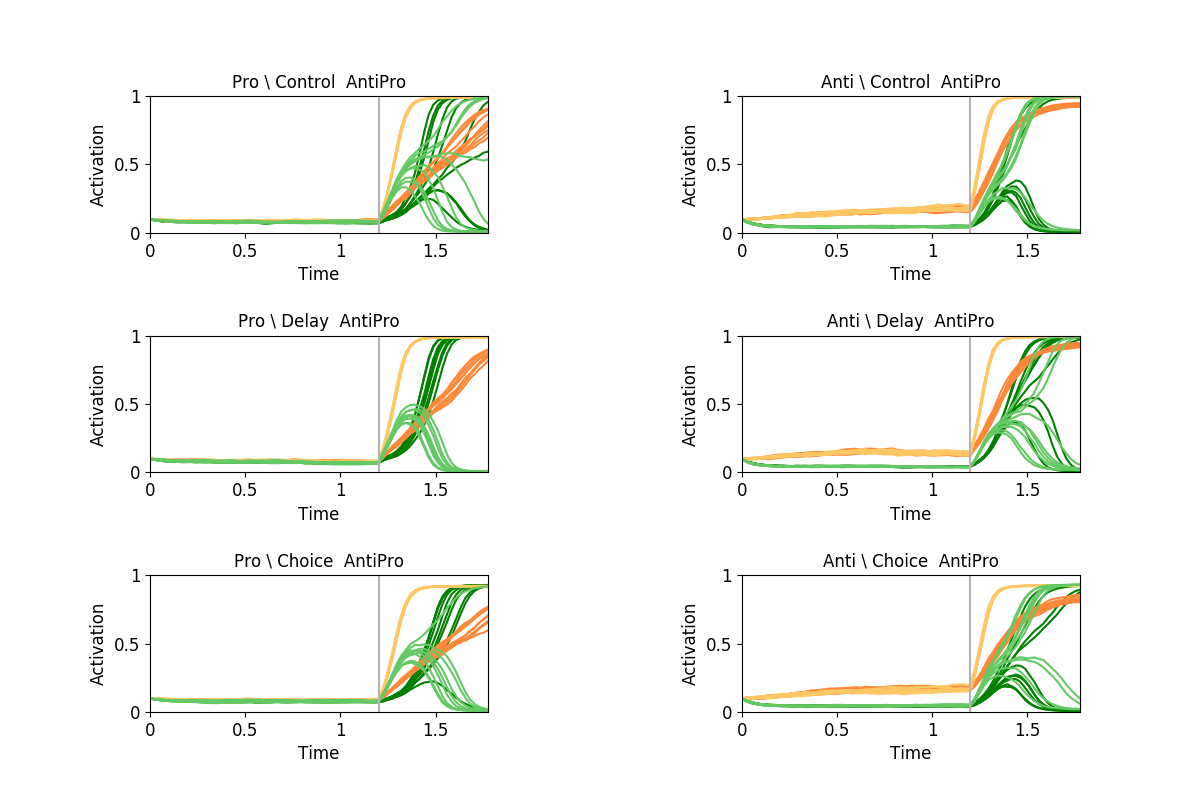 Pro \ Control  AntiPro
Anti \ Control  AntiPro
1
0.5
0
Activation
0
0.5
1
1.5
Time
1
0.5
0
Activation
0
0.5
1
1.5
Time
Pro \ Delay  AntiPro
Anti \ Delay  AntiPro
1
0.5
0
Activation
0
0.5
1
1.5
Time
1
0.5
0
Activation
0
0.5
1
1.5
Time
Pro \ Choice  AntiPro
Anti \ Choice  AntiPro
1
0.5
0
Activation
0
0.5
1
1.5
Time
1
0.5
0
Activation
0
0.5
1
1.5
Time